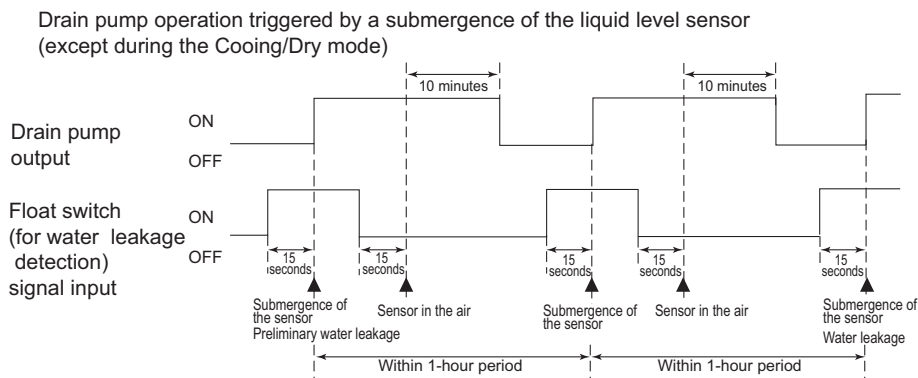 Drain pump operation triggered by a submergence of the liquid level sensor
(except during the Cooing/Dry mode)
10 minutes
10 minutes
Drain pump
output
ON
OFF
Float switch
(for water leakage
detection)
signal input
ON
OFF
15
seconds
15
seconds
15
seconds
15
seconds
15
seconds
Submergence of
the sensor
Preliminary water leakage
Sensor in the air
Submergence of
the sensor
Sensor in the air
Submergence of
the sensor
Water leakage
Within 1-hour period
Within 1-hour period